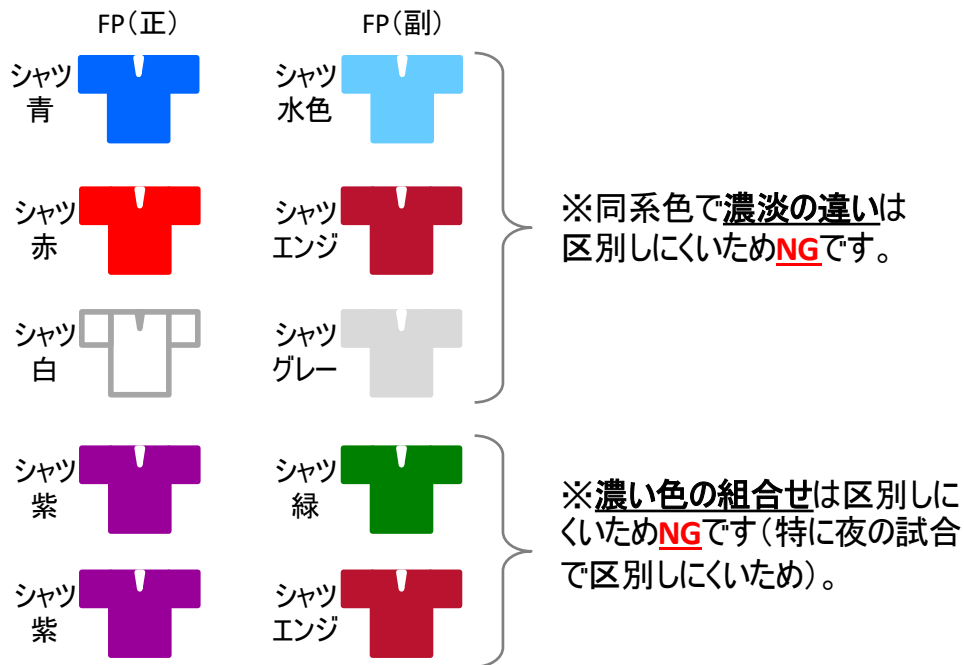 FP（正）
FP（副）
シャツ
青
シャツ
水色
シャツ
赤
シャツ
エンジ
シャツ
白
シャツ
グレー
※同系色で濃淡の違いは
区別しにくいためNGです。
シャツ
紫
シャツ
緑
シャツ
紫
シャツ
エンジ
※濃い色の組合せは区別しに
くいためNGです（特に夜の試合
で区別しにくいため）。